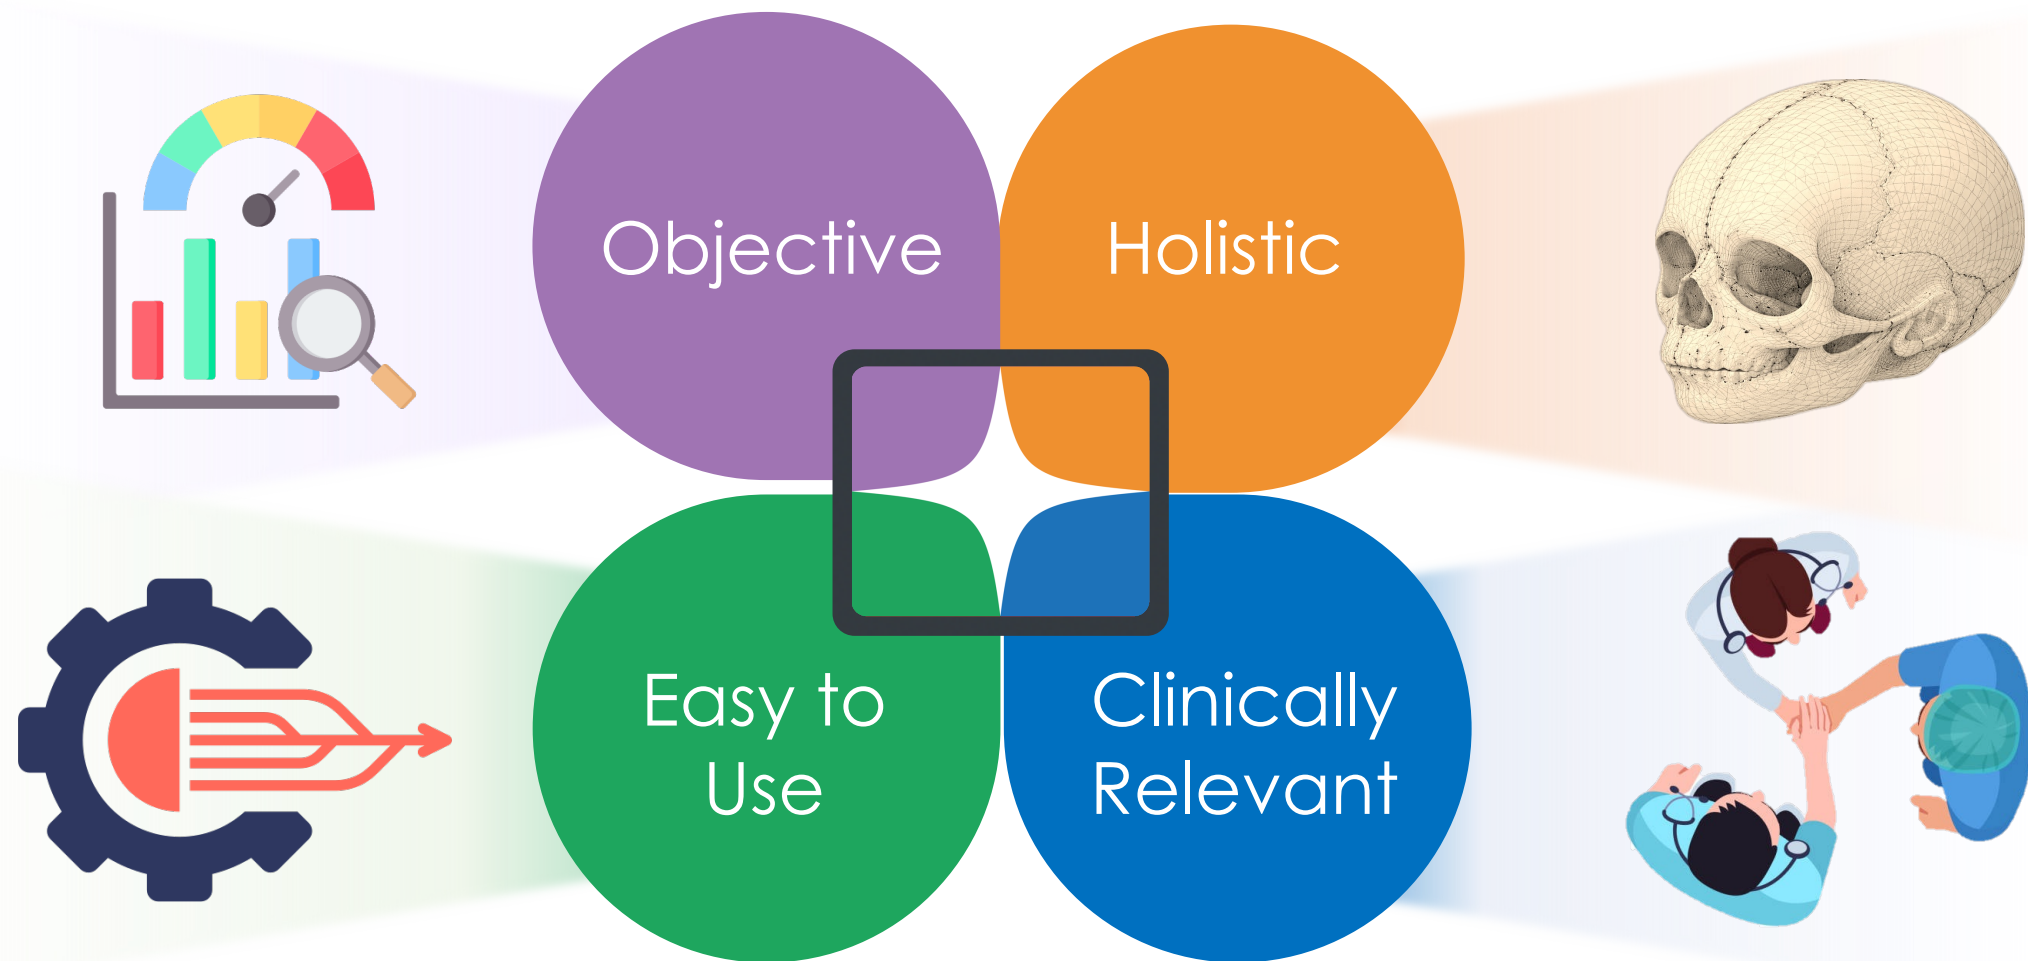 Objective
Holistic
Easy to
Use
Clinically
Relevant